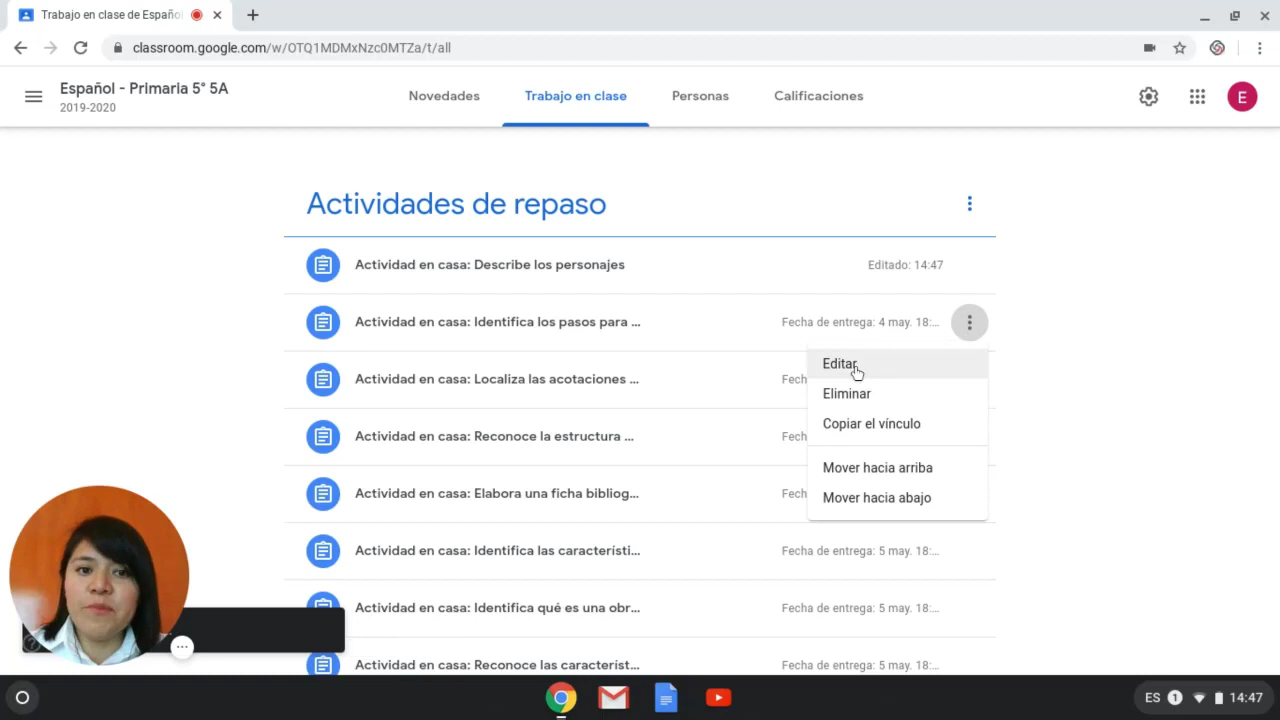 Trabajo en clase de Español
classroom.google.com/w/OTQ1MDMxNzc0MTZa/t/all
Español - Primaria 5° 5A
2019-2020
Novedades
Trabajo en clase
Personas
Calificaciones
E
Actividades de repaso
Actividad en casa: Describe los personajes
Editado: 14:47
Actividad en casa: Identifica los pasos para ...
Fecha de entrega: 4 may. 18:...
Editar
Eliminar
Copiar el vínculo
Mover hacia arriba
Mover hacia abajo
Actividad en casa: Localiza las acotaciones ...
Fech
Actividad en casa: Reconoce la estructura ...
Fech
Actividad en casa: Elabora una ficha bibliog...
Fech
Actividad en casa: Identifica las característi...
Fecha de entrega: 5 may. 18:...
Actividad en casa: Identifica qué es una obr...
Fecha de entrega: 5 may. 18:...
Actividad en casa: Reconoce las característ...
Fecha de entrega: 5 may. 18:...
ES 1 14:47